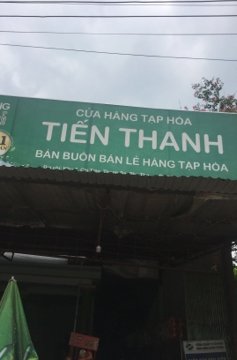 CỬA HÀNG TẠP HÓA
TIẾN THANH
BÁN BUÔN BÁN LẺ HÀNG TẠP HÓA